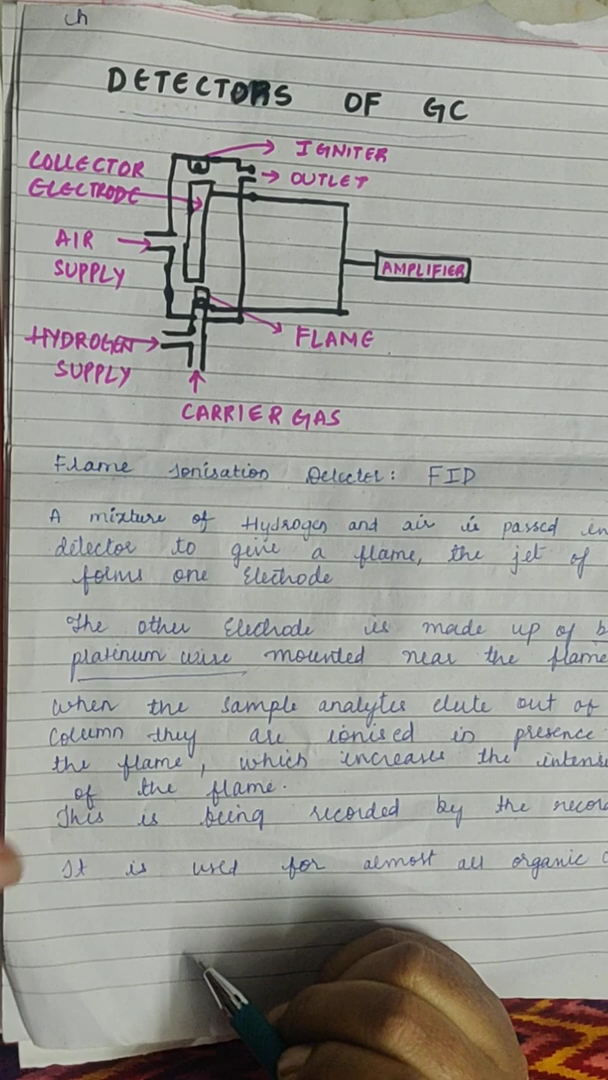 ch
DETECTORS OF GC
IGNITER
COLLECTOR
OUTLET
ELECTRODE
AIR
SUPPLY
AMPLIFIER
FLAME
HYDROGEN
SUPPLY
CARRIER GAS
Flame Ionisation Detector: FID
A mixture of Hydrogen and air is passed in
detector to give a flame, the jet of
forms one Electrode
The other Electrode is made up of
platinum wire mounted near the flame
when the sample analytes elute out of
column they are ionised in presence
the flame, which increases the
of the flame.
This is being recorded by the
It is used for almost all organic